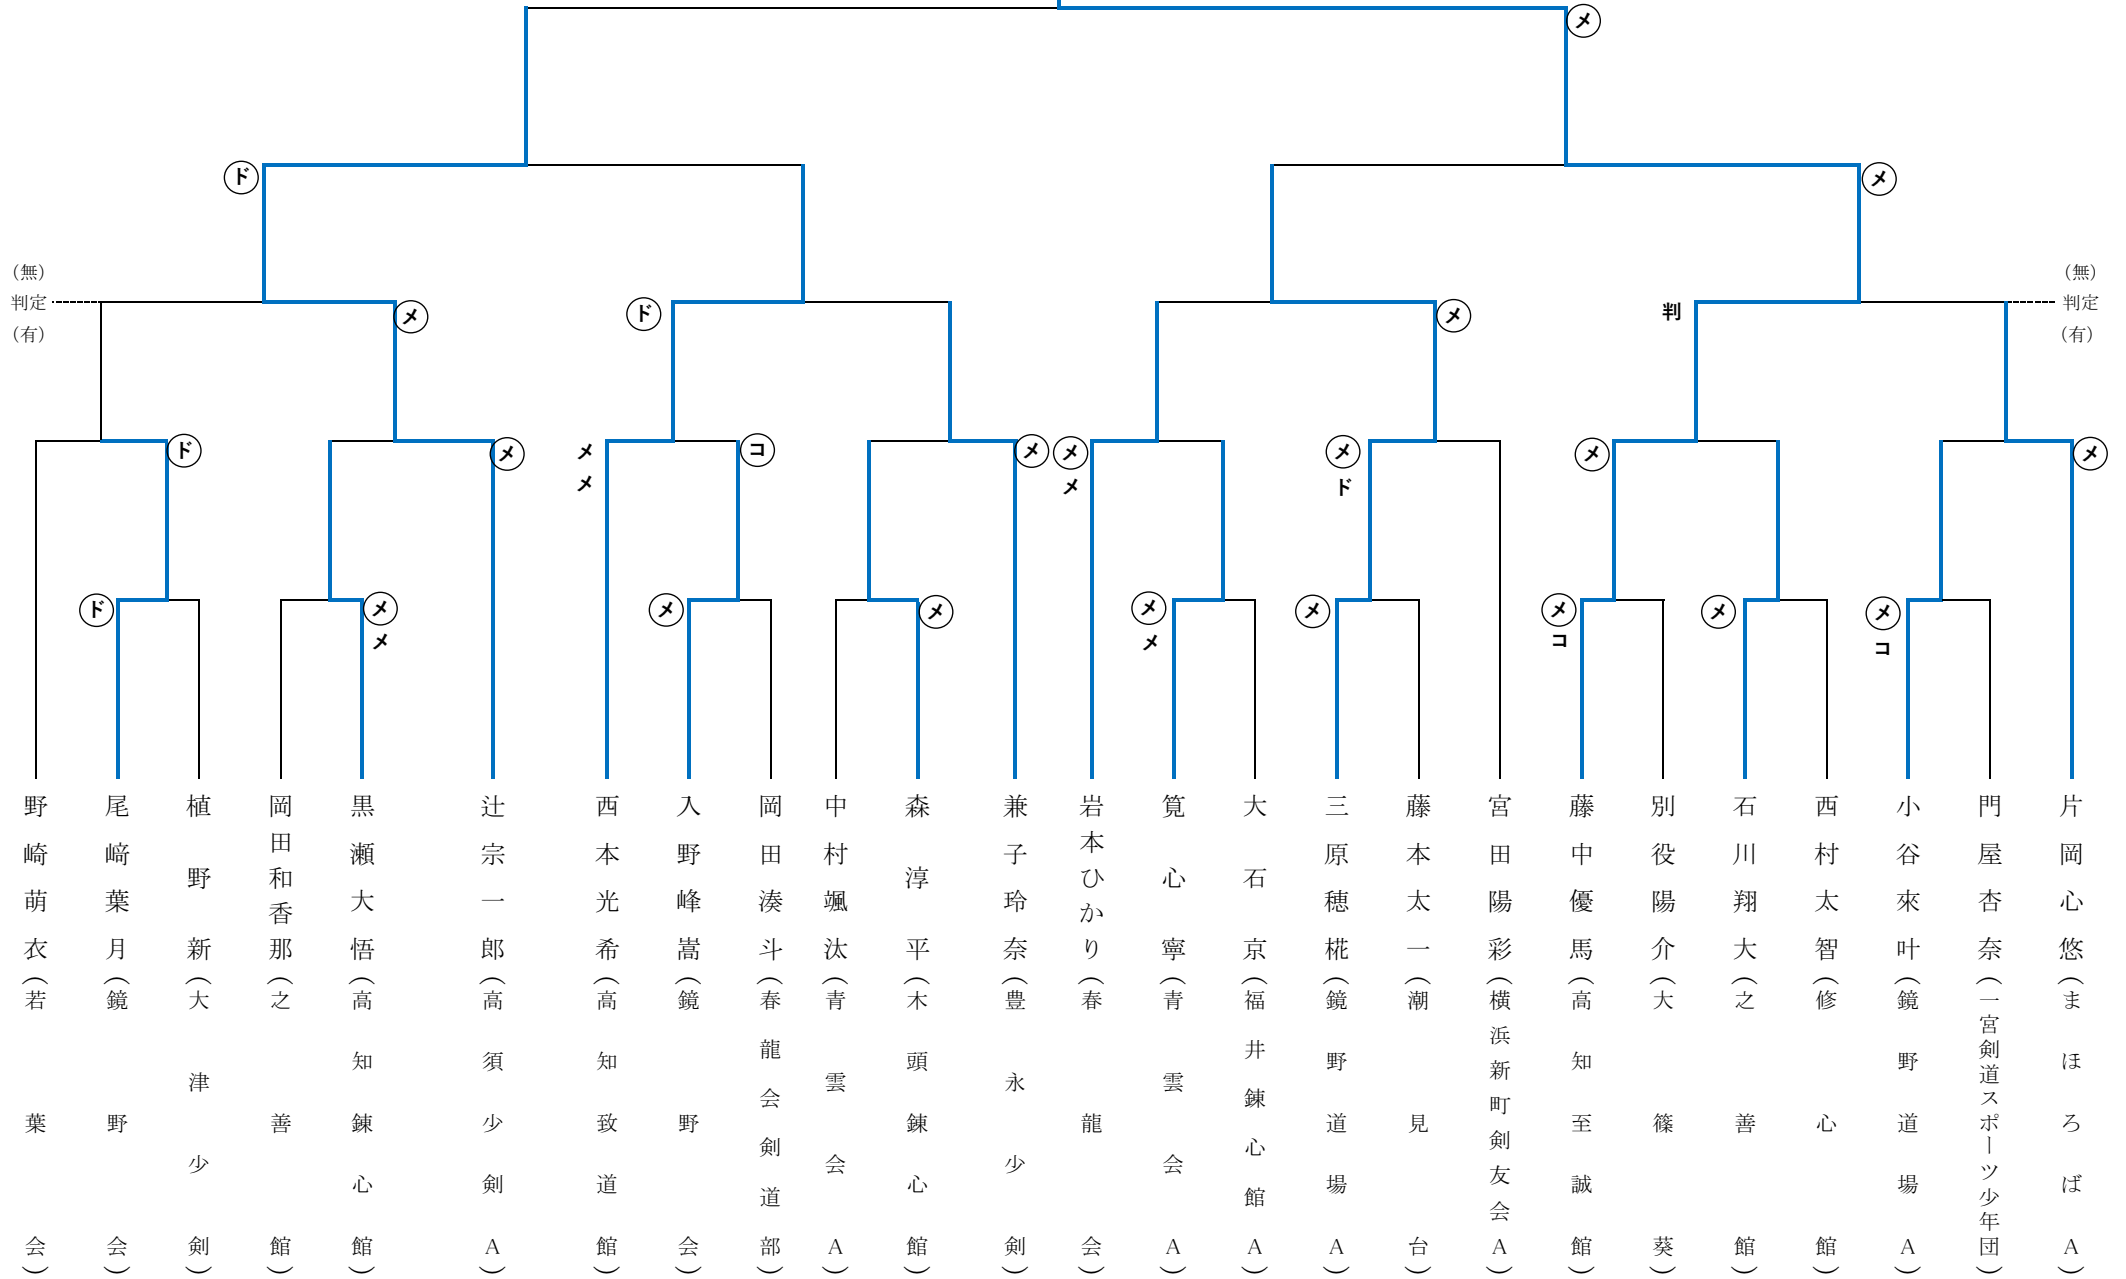 メ
ド
メ
(無)
判定
(有)
メ
ド
メ
判
(無)
判定
(有)
ド
メ
メ
メ
コ
メ
メ
メ
メ
ド
メ
メ
ド
メ
メ
メ
メ
メ
メ
メ
メ
コ
メ
メ
コ
野崎萌衣(若葉会)
尾﨑葉月(鏡野会)
植野新(大津少剣)
岡田和香那(之善館)
黒瀬大悟(高知錬心館)
辻宗一郎(高須少剣A)
西本光希(高知致道館)
入野峰嵩(鏡野会)
岡田湊斗(春龍会剣道部)
中村颯汰(青雲会A)
森淳平(木頭錬心館)
兼子玲奈(豊永少剣)
岩本ひかり(春龍会)
筧心寧(青雲会A)
大石京(福井錬心館A)
三原穂椛(鏡野道場A)
藤本太一(潮見台)
宮田陽彩(横浜新町剣友会A)
藤中優馬(高知至誠館)
別役陽介(大篠葵)
石川翔大(之善館)
西村太智(修心館)
小谷來叶(鏡野道場A)
門屋杏奈(一宮剣道スポーツ少年団)
片岡心悠(まほろばA)